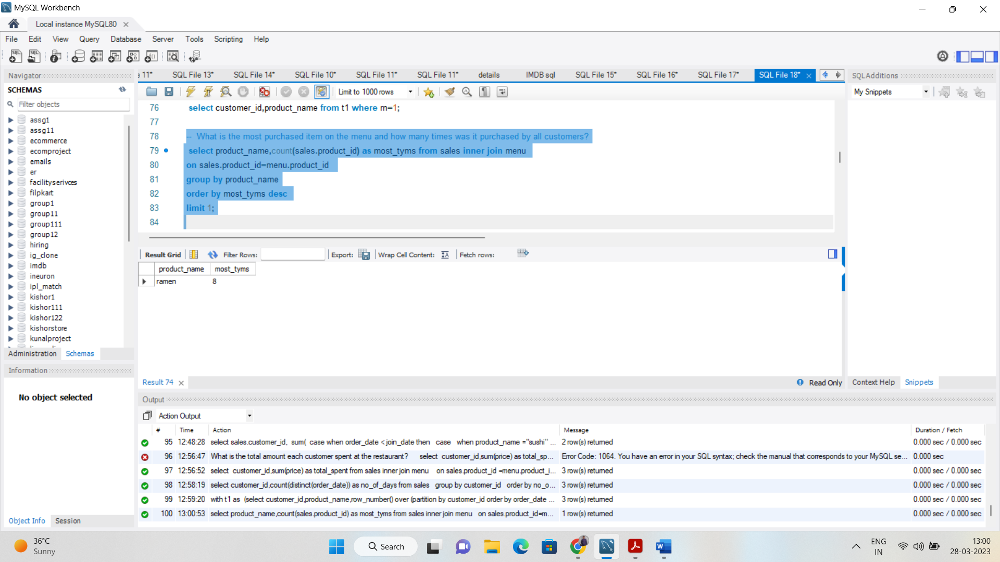 MySQL Workbench
Local instance MySQL80
File Edit View Query Database Server Tools Scripting Help
Navigator
SCHEMAS
Filter objects
assg1
assg11
ecommerce
ecomproject
emails
er
facilityserivces
filpkart
group1
group11
group111
group12
hiring
ig_clone
imdb
ineuron
ipl_match
kishor1
kishor111
kishor122
kishorstore
kunalproject
Administration Schemas
Information
No object selected
Object Info Session
11* SQL File 13* SQL File 14* SQL File 10* SQL File 11* SQL File 11* details IMDB sql SQL File 15* SQL File 16* SQL File 17* SQL File 18*
Limit to 1000 rows
76 select customer_id,product_name from t1 where rn=1;
77
78 -- What is the most purchased item on the menu and how many times was it purchased by all customers?
79 select product_name,count(sales.product_id) as most_tyms from sales inner join menu
80 on sales.product_id=menu.product_id
81 group by product_name
82 order by most_tyms desc
83 limit 1;
84
Result Grid Filter Rows: Export: Wrap Cell Content: Fetch rows:
product_name most_tyms
ramen 8
Result 74 Read Only
SQLAdditions
My Snippets
Context Help Snippets
Output
Action Output
# Time Action Message Duration / Fetch
95 12:48:28 select sales.customer_id, sum( case when order_date < join_date then case when product_name ="sushi" ... 2 row(s) returned 0.000 sec / 0.000 sec
96 12:56:47 What is the total amount each customer spent at the restaurant? select customer_id,sum(price) as total_sp... Error Code: 1064. You have an error in your SQL syntax; check the manual that corresponds to your MySQL se... 0.000 sec
97 12:56:52 select customer_id,sum(price) as total_spent from sales inner join menu on sales.product_id =menu.product_i... 3 row(s) returned 0.000 sec / 0.000 sec
98 12:58:19 select customer_id,count(distinct(order_date)) as no_of_days from sales group by customer_id order by no_o... 3 row(s) returned 0.000 sec / 0.000 sec
99 12:59:20 with t1 as (select customer_id,product_name,row_number() over (partition by customer_id order by order_date ... 3 row(s) returned 0.000 sec / 0.000 sec
100 13:00:53 select product_name,count(sales.product_id) as most_tyms from sales inner join menu on sales.product_id=m... 1 row(s) returned 0.000 sec / 0.000 sec
36°C
Sunny
Search
ENG
IN
13:00
28-03-2023